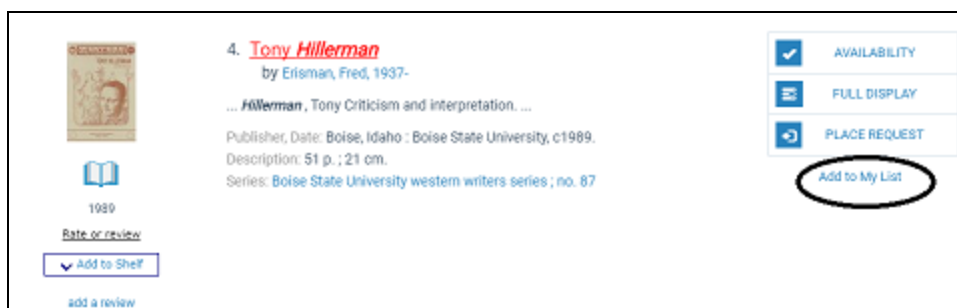 4. Tony Hillerman
by Erisman, Fred, 1937-
... Hillerman , Tony Criticism and interpretation. ...
Publisher, Date: Boise, Idaho : Boise State University, c1989.
Description: 51 p. ; 21 cm.
Series: Boise State University western writers series ; no. 87
1989
Rate or review
Add to Shelf
add a review
AVAILABILITY
FULL DISPLAY
PLACE REQUEST
Add to My List